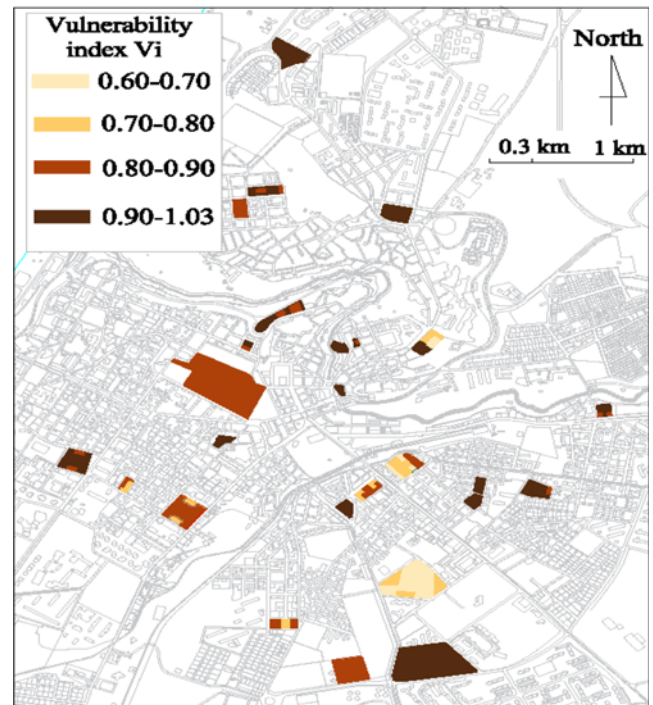 Vulnerability
index Vi
0.60-0.70
0.70-0.80
0.80-0.90
0.90-1.03
North
0.3 km 1 km